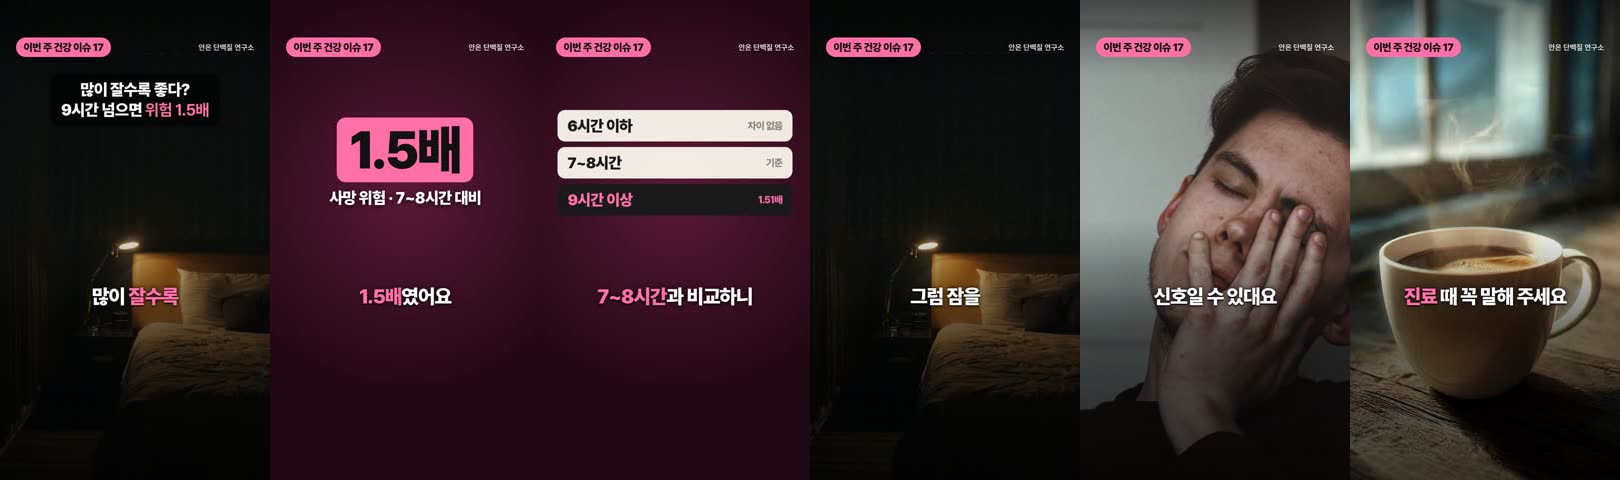 이번 주 건강 이슈 17
안온 단백질 연구소
많이 잘수록 좋다?
9시간 넘으면 위험 1.5배
많이 잘수록
이번 주 건강 이슈 17
안온 단백질 연구소
1.5배
사망 위험 · 7~8시간 대비
1.5배였어요
이번 주 건강 이슈 17
안온 단백질 연구소
6시간 이하 차이 없음
7~8시간 기준
9시간 이상 1.51배
7~8시간과 비교하니
이번 주 건강 이슈 17
안온 단백질 연구소
그럼 잠을
이번 주 건강 이슈 17
안온 단백질 연구소
신호일 수 있대요
이번 주 건강 이슈 17
안온 단백질 연구소
진료 때 꼭 말해 주세요